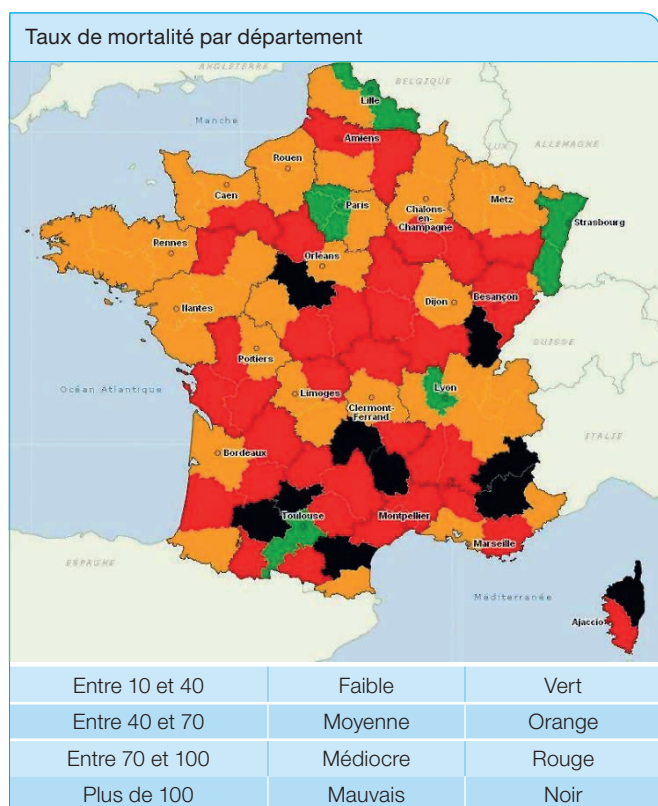 Taux de mortalité par département
ANGLETERRE
BELGIQUE
Lille
Manche
Amiens
LUX
ALLEMAGNE
Rouen
Caen
Paris
Châlons-
en-
Champagne
Metz
Strasbourg
Rennes
Orléans
Nantes
Dijon
Besançon
SUISSE
Poitiers
Océan Atlantique
Limoges
Clermont-
Ferrand
Lyon
ITALIE
Bordeaux
Toulouse
Montpellier
Marseille
ESPAGNE
Méditerranée
Ajaccio
Entre 10 et 40 Faible Vert
Entre 40 et 70 Moyenne Orange
Entre 70 et 100 Médiocre Rouge
Plus de 100 Mauvais Noir